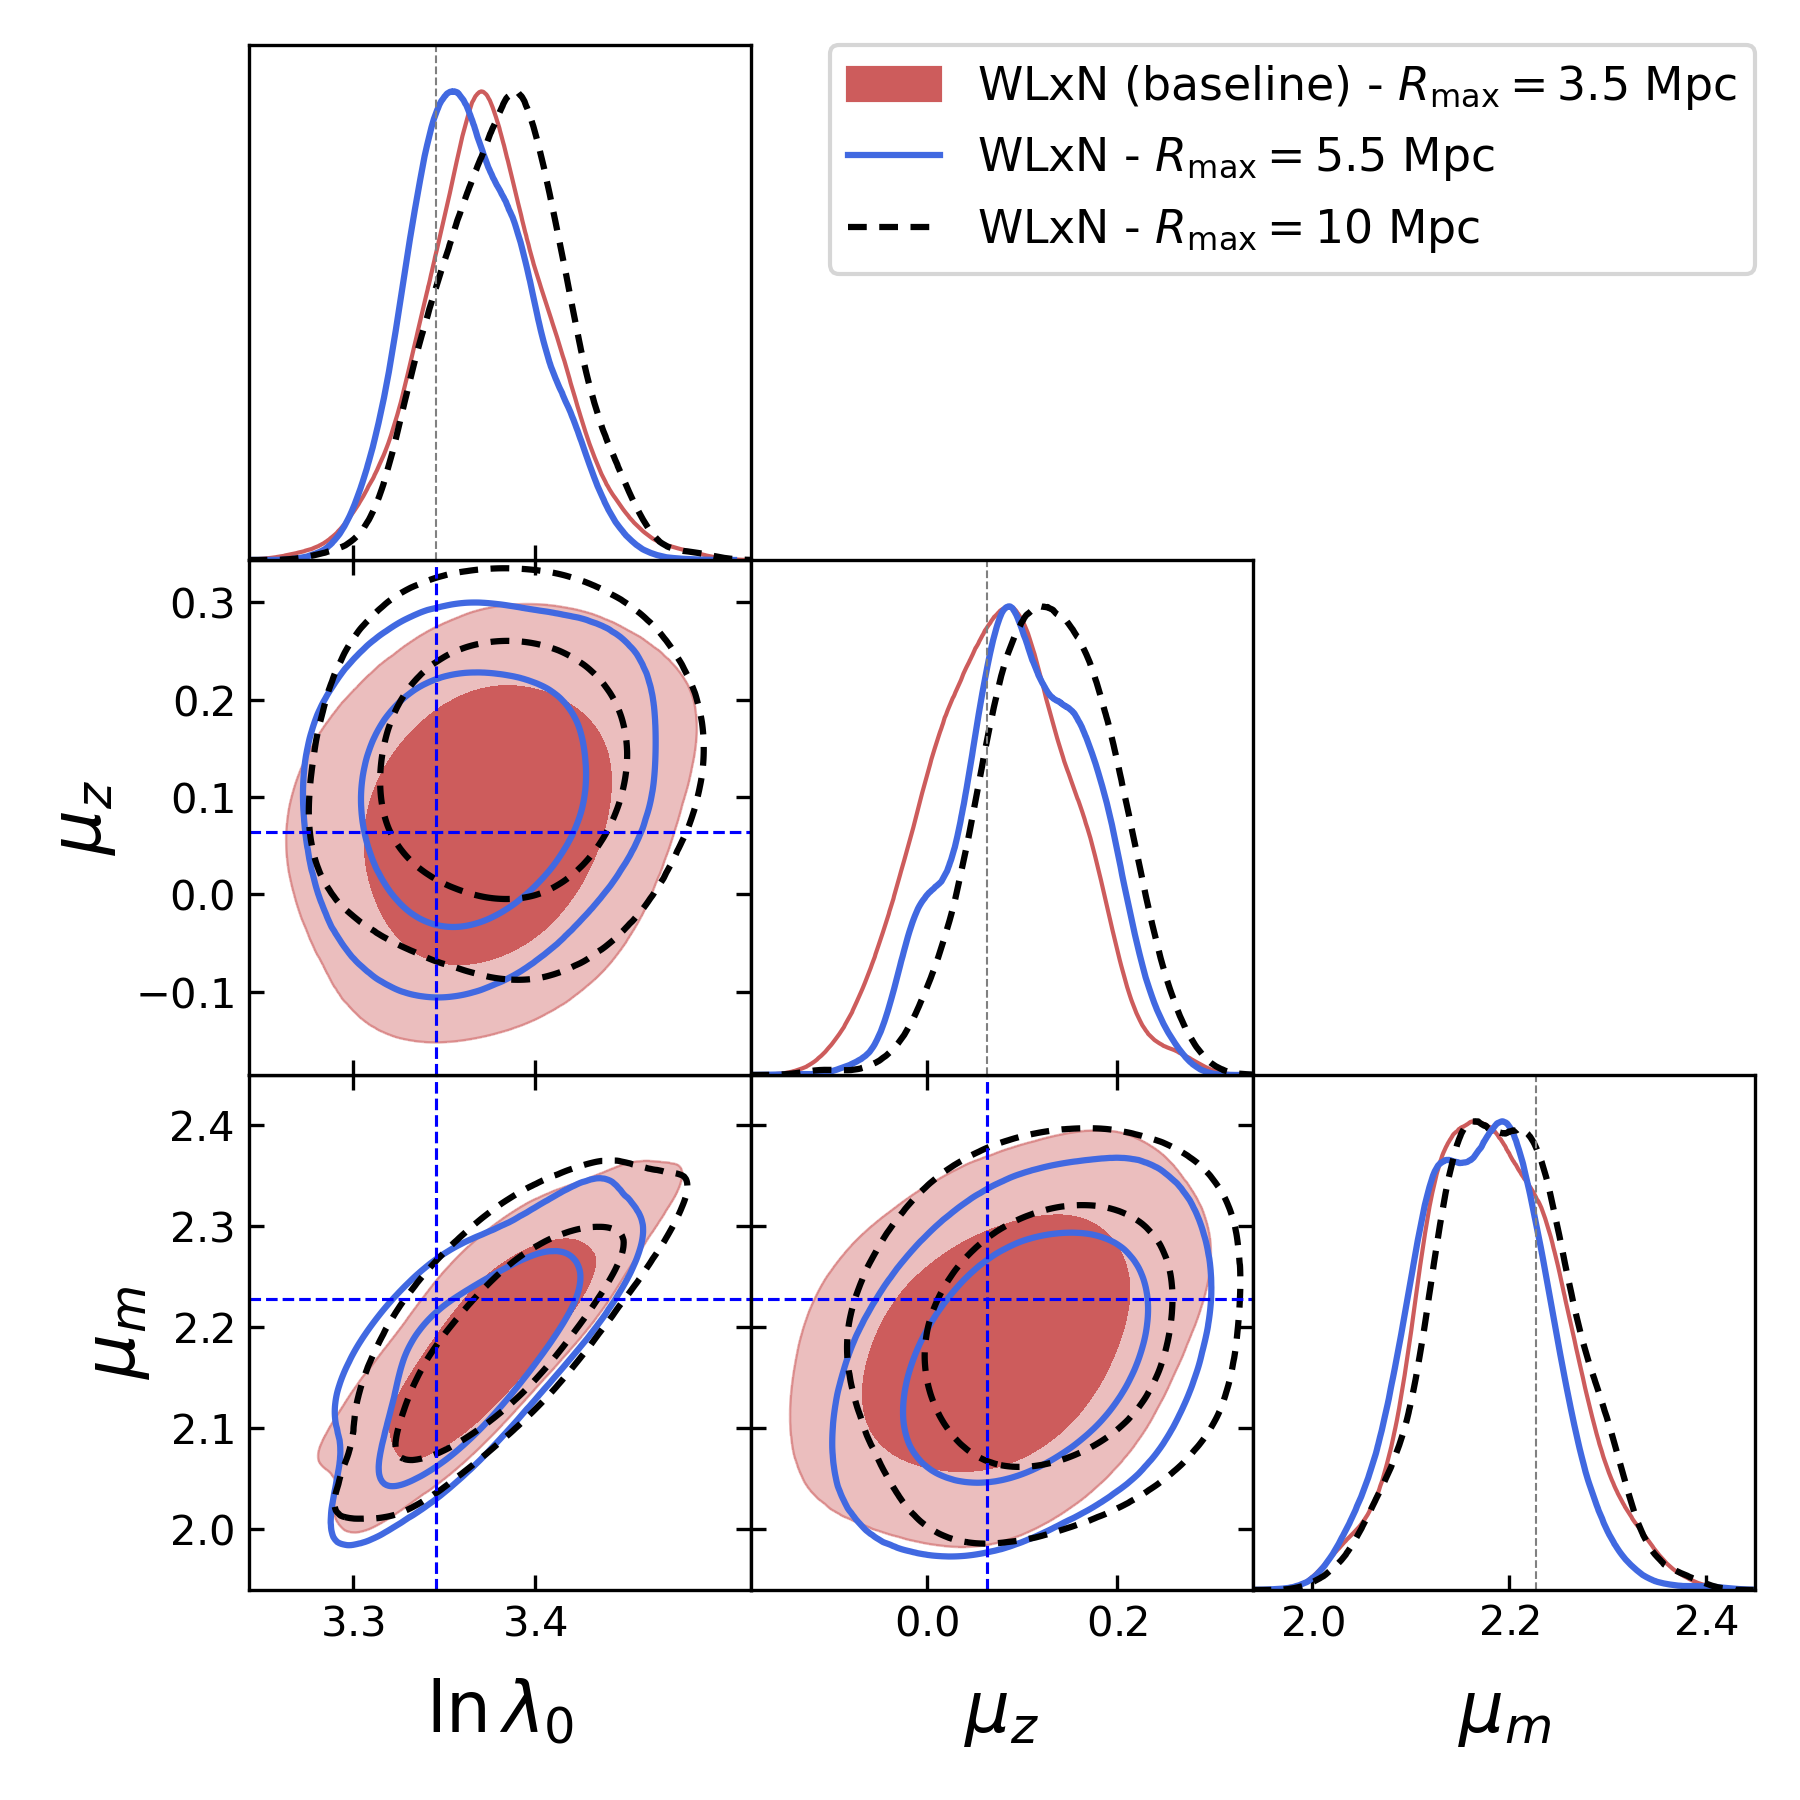 WLxN (baseline) - R_max = 3.5 Mpc
WLxN - R_max = 5.5 Mpc
WLxN - R_max = 10 Mpc
0.3
0.2
0.1
0.0
−0.1
μ_z
2.4
2.3
2.2
2.1
2.0
μ_m
3.3 3.4 0.0 0.2 2.0 2.2 2.4
ln λ_0 μ_z μ_m